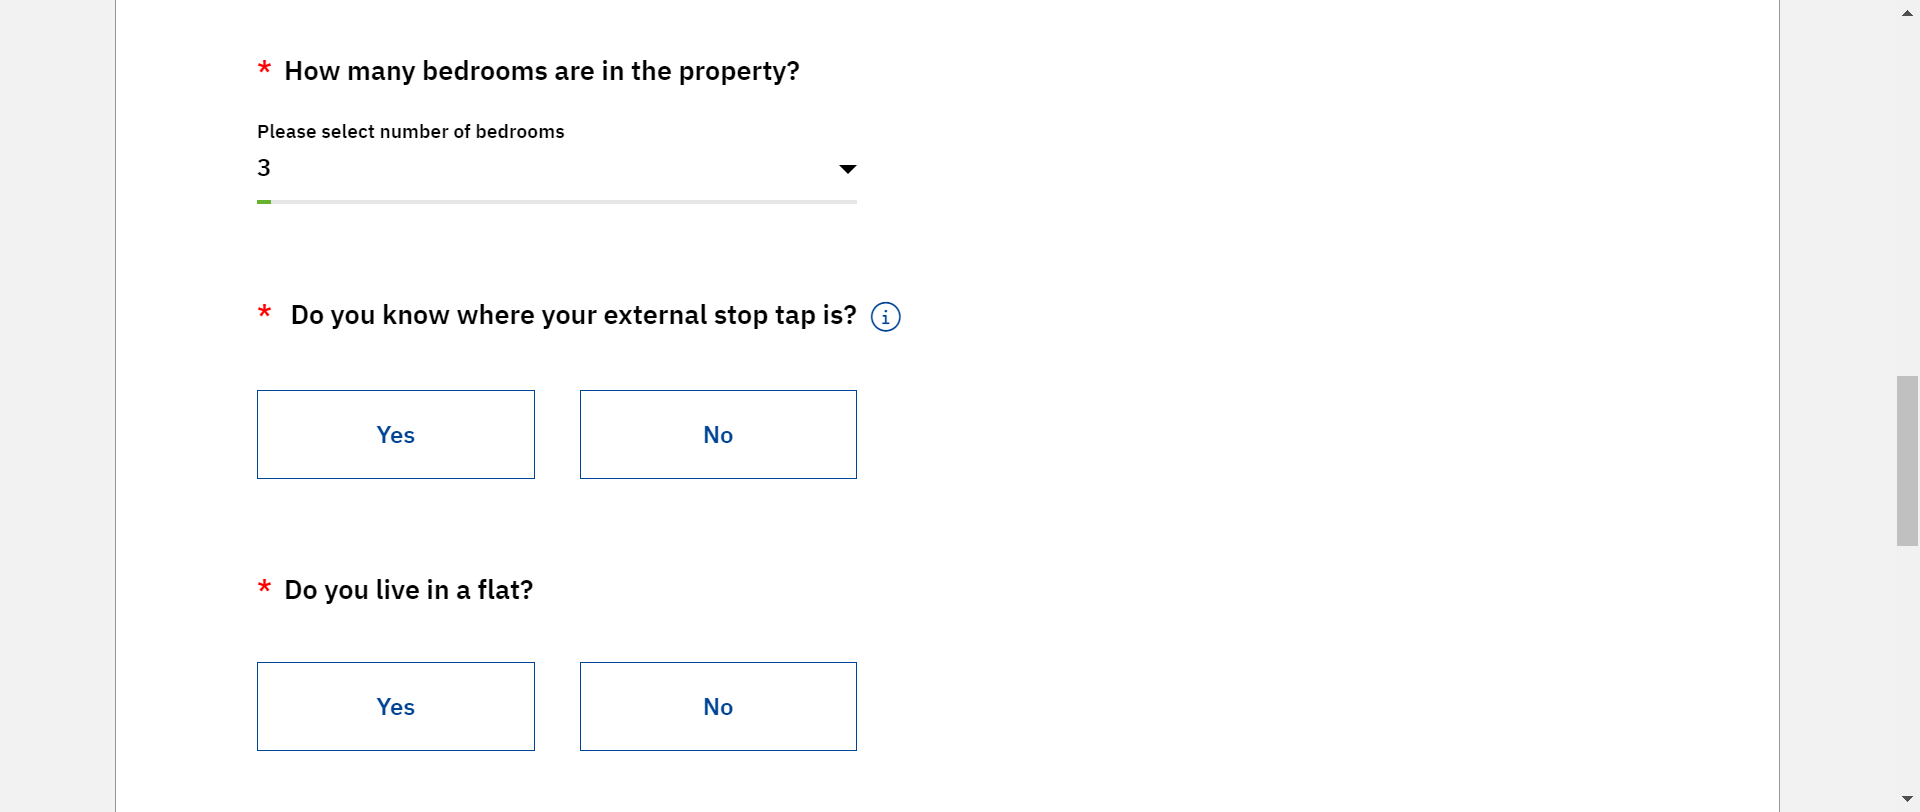 * How many bedrooms are in the property?
Please select number of bedrooms
3
* Do you know where your external stop tap is? i
Yes No
* Do you live in a flat?
Yes No